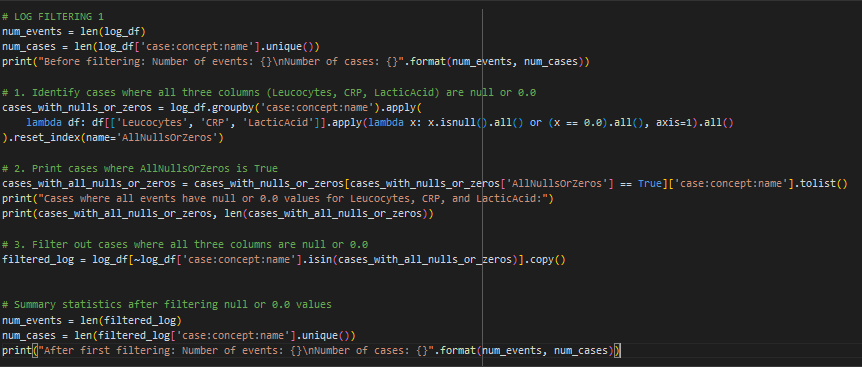 # LOG FILTERING 1
num_events = len(log_df)
num_cases = len(log_df['case:concept:name'].unique())
print("Before filtering: Number of events: {}\nNumber of cases: {}".format(num_events, num_cases))
# 1. Identify cases where all three columns (Leucocytes, CRP, LacticAcid) are null or 0.0
cases_with_nulls_or_zeros = log_df.groupby('case:concept:name').apply(
    lambda df: df[['Leucocytes', 'CRP', 'LacticAcid']].apply(lambda x: x.isnull().all() or (x == 0.0).all(), axis=1).all()
).reset_index(name='AllNullsOrZeros')
# 2. Print cases where AllNullsOrZeros is True
cases_with_all_nulls_or_zeros = cases_with_nulls_or_zeros[cases_with_nulls_or_zeros['AllNullsOrZeros'] == True]['case:concept:name'].tolist()
print("Cases where all events have null or 0.0 values for Leucocytes, CRP, and LacticAcid:")
print(cases_with_all_nulls_or_zeros, len(cases_with_all_nulls_or_zeros))
# 3. Filter out cases where all three columns are null or 0.0
filtered_log = log_df[~log_df['case:concept:name'].isin(cases_with_all_nulls_or_zeros)].copy()
# Summary statistics after filtering null or 0.0 values
num_events = len(filtered_log)
num_cases = len(filtered_log['case:concept:name'].unique())
print("After first filtering: Number of events: {}\nNumber of cases: {}".format(num_events, num_cases))